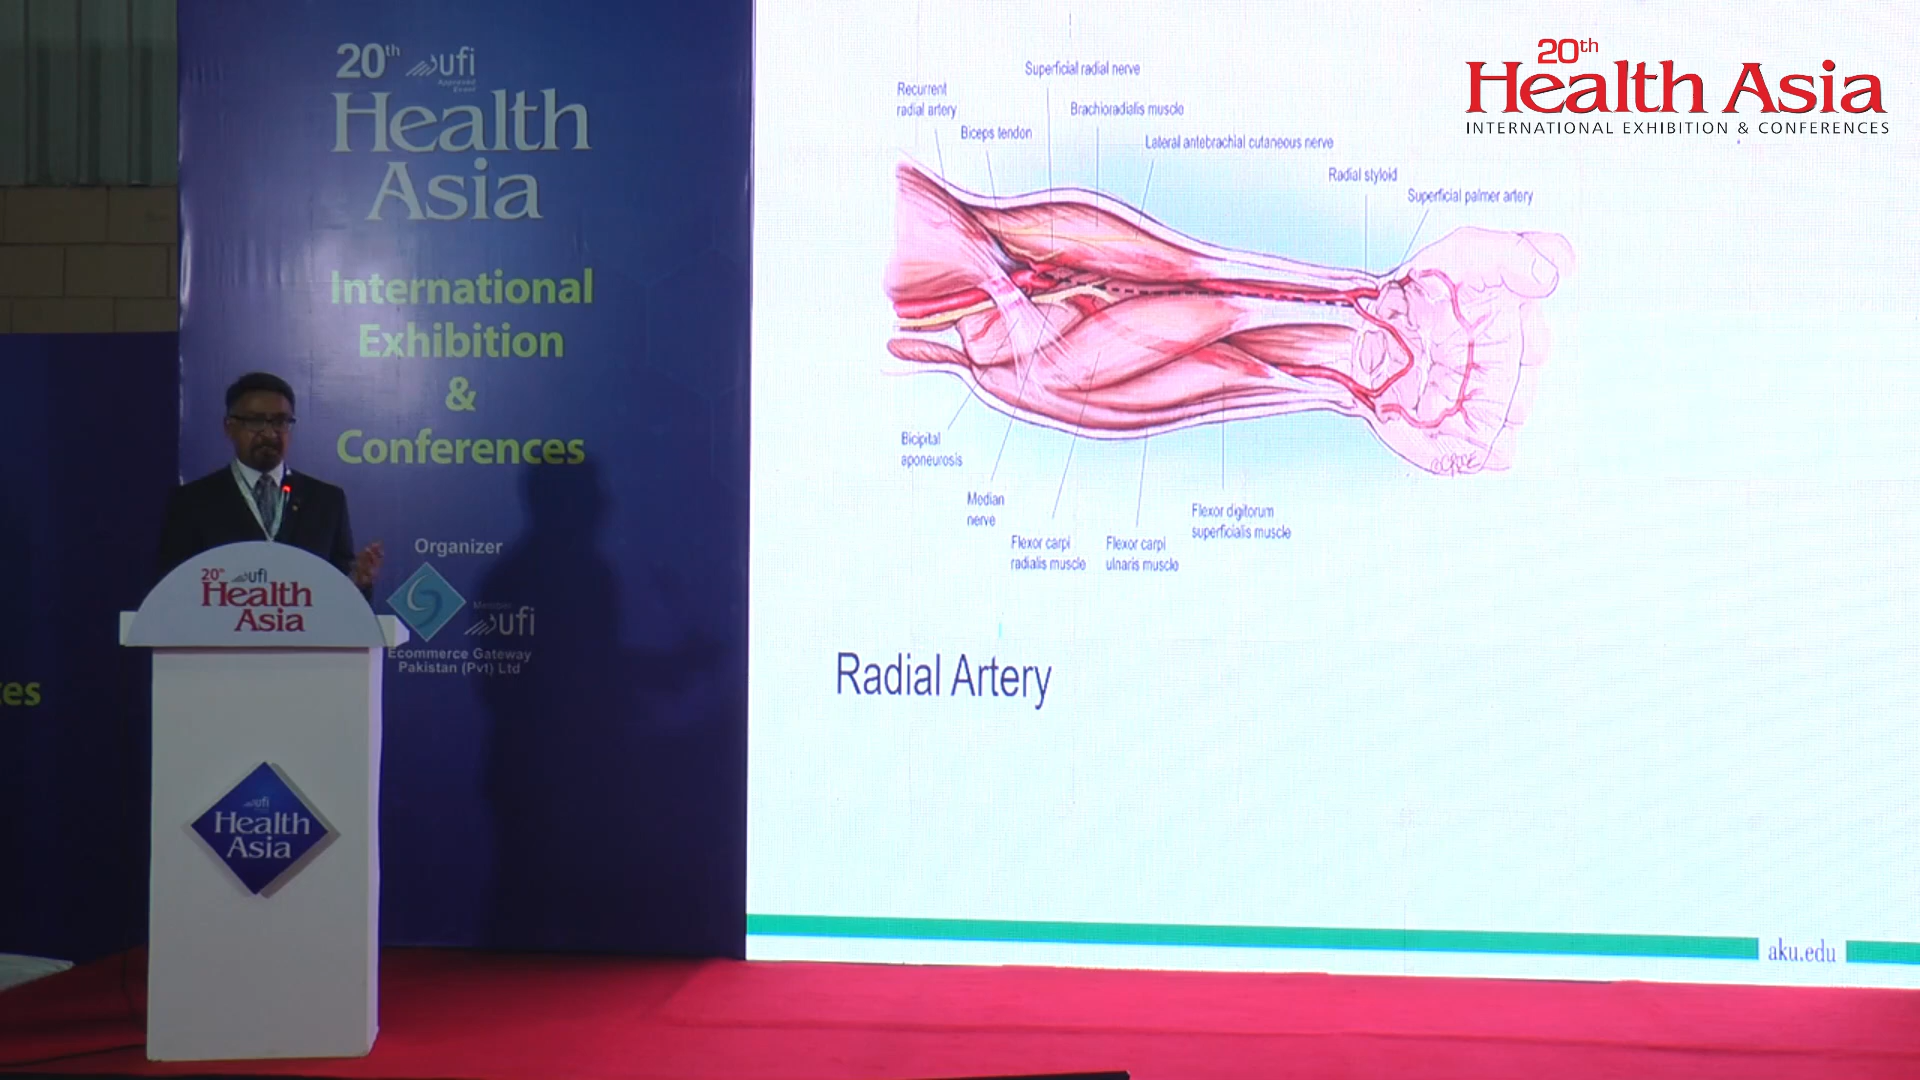 20th ufi
Approved
Event
Health
Asia
International
Exhibition
&
Conferences
Organizer
Member
ufi
Ecommerce Gateway
Pakistan (Pvt) Ltd
20th ufi
Health
Asia
ufi
Health
Asia
es
20th
Health Asia
INTERNATIONAL EXHIBITION & CONFERENCES
Superficial radial nerve
Recurrent
radial artery
Brachioradialis muscle
Biceps tendon
Lateral antebrachial cutaneous nerve
Radial styloid
Superficial palmer artery
Bicipital
aponeurosis
Median
nerve
Flexor carpi
radialis muscle
Flexor carpi
ulnaris muscle
Flexor digitorum
superficialis muscle
Radial Artery
aku.edu